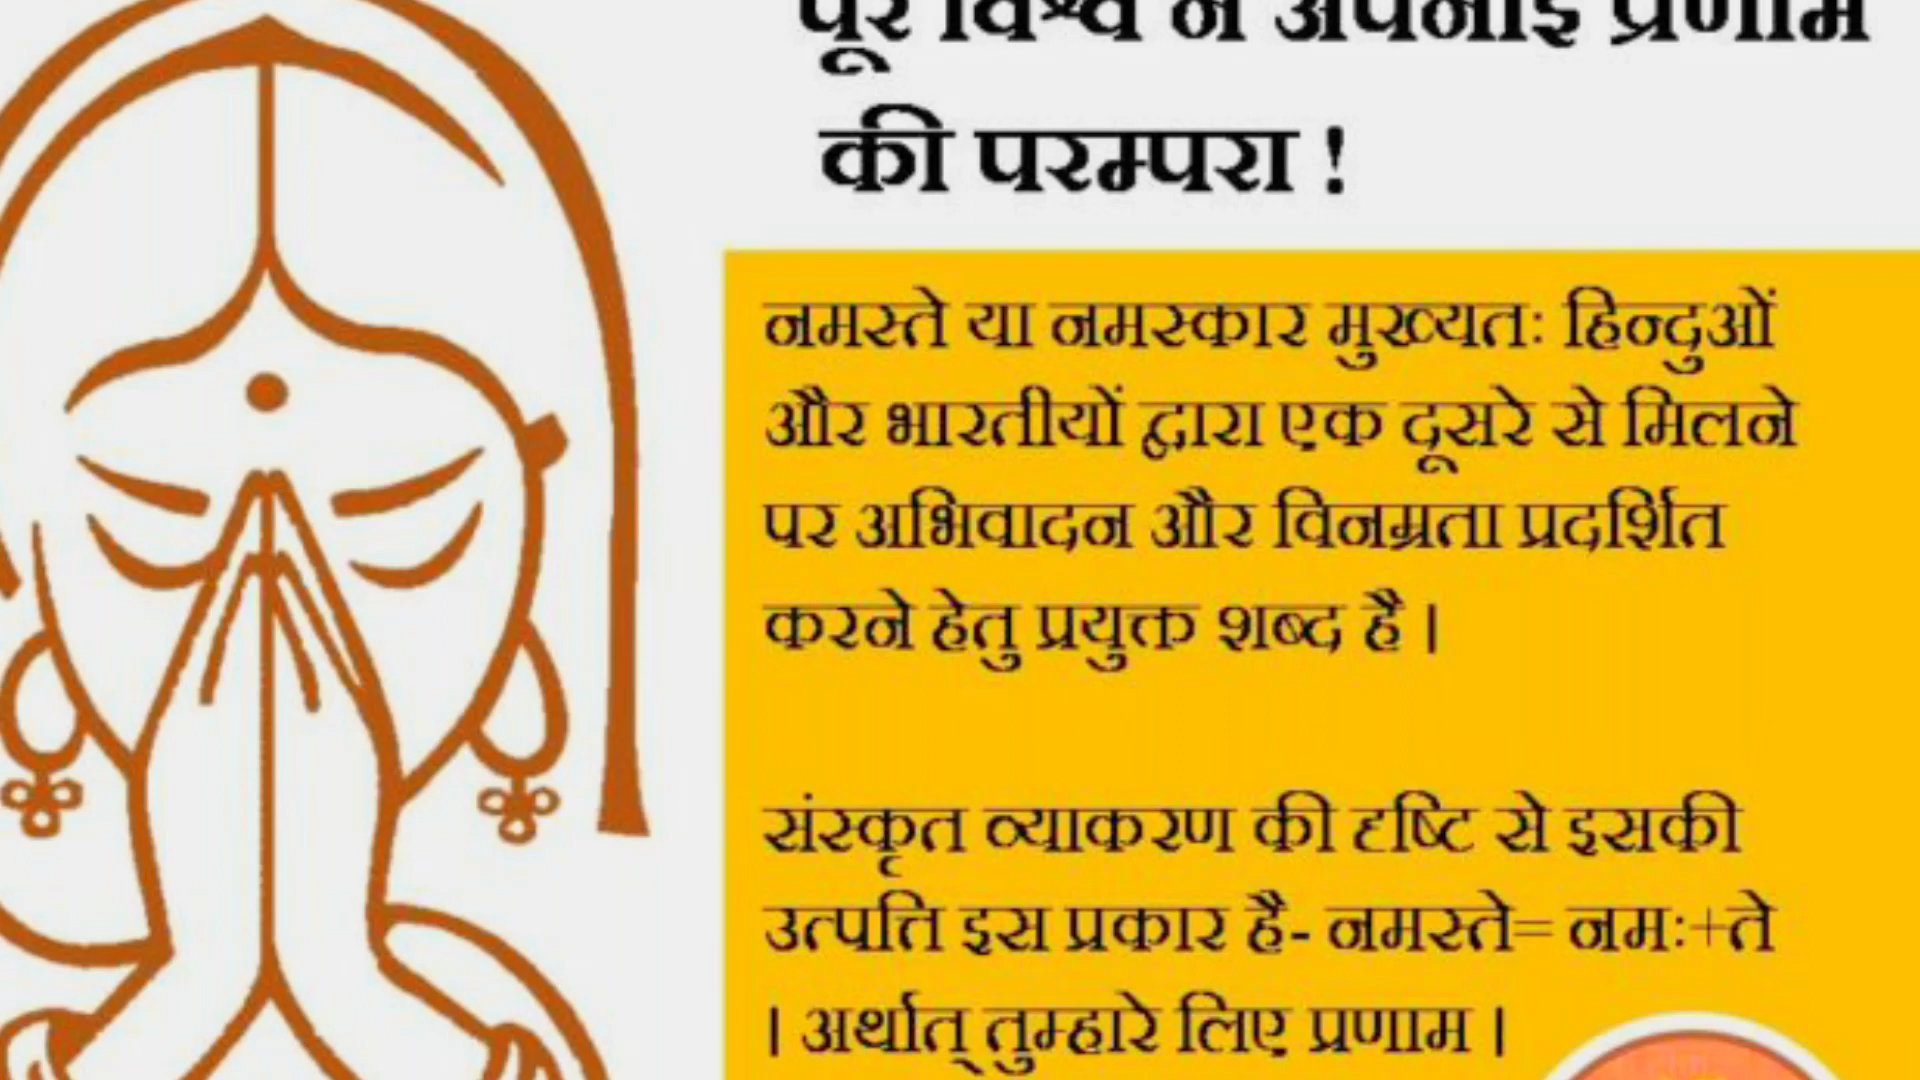 पूरे विश्व ने अपनाई प्रणाम
की परम्परा !
नमस्ते या नमस्कार मुख्यतः हिन्दुओं
और भारतीयों द्वारा एक दूसरे से मिलने
पर अभिवादन और विनम्रता प्रदर्शित
करने हेतु प्रयुक्त शब्द है ।
संस्कृत व्याकरण की दृष्टि से इसकी
उत्पत्ति इस प्रकार है- नमस्ते= नमः+ते
। अर्थात् तुम्हारे लिए प्रणाम ।